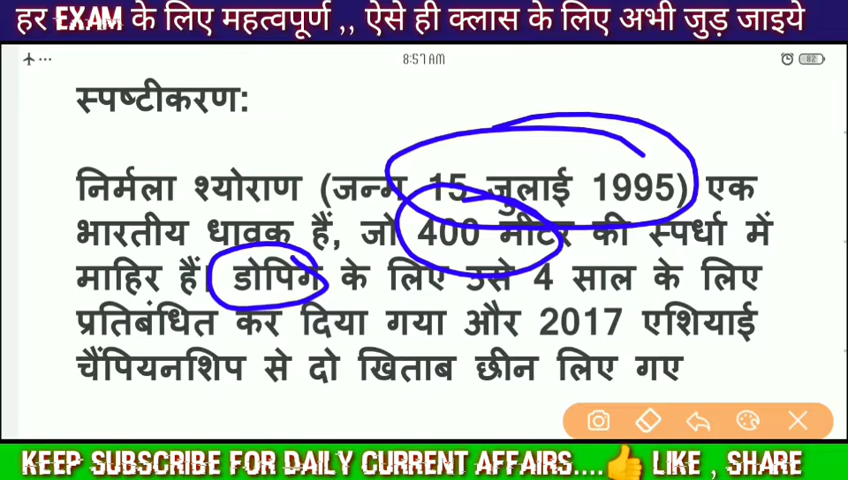 हर EXAM के लिए महत्वपूर्ण ,, ऐसे ही क्लास के लिए अभी जुड़ जाइये
8:57AM
82
स्पष्टीकरण:
निर्मला श्योराण (जन्म 15 जुलाई 1995) एक
भारतीय धावक हैं, जो 400 मीटर की स्पर्धा में
माहिर हैं। डोपिंग के लिए उसे 4 साल के लिए
प्रतिबंधित कर दिया गया और 2017 एशियाई
चैंपियनशिप से दो खिताब छीन लिए गए
KEEP SUBSCRIBE FOR DAILY CURRENT AFFAIRS....👍 LIKE , SHARE